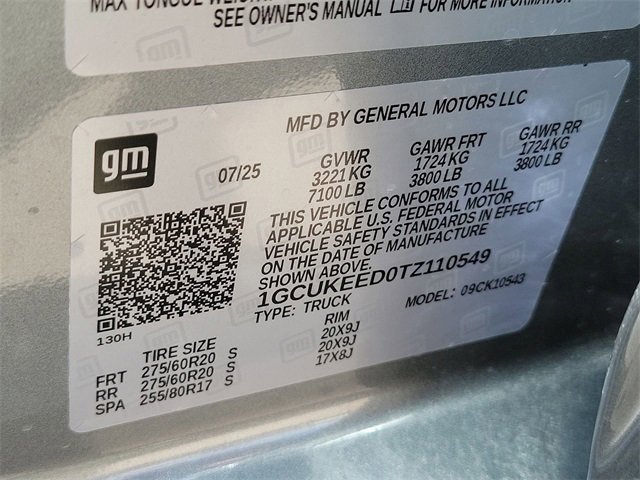 MAX TONGUE WEIGHT
SEE OWNER'S MANUAL FOR MORE INFORMATION
MFD BY GENERAL MOTORS LLC
gm
07/25
GVWR GAWR FRT GAWR RR
3221 KG 1724 KG 1724 KG
7100 LB 3800 LB 3800 LB
THIS VEHICLE CONFORMS TO ALL
APPLICABLE U.S. FEDERAL MOTOR
VEHICLE SAFETY STANDARDS IN EFFECT
ON THE DATE OF MANUFACTURE
SHOWN ABOVE.
1GCUKEED0TZ110549
TYPE: TRUCK MODEL: 09CK10543
130H
TIRE SIZE RIM
FRT 275/60R20 S 20X9J
RR 275/60R20 S 20X9J
SPA 255/80R17 S 17X8J